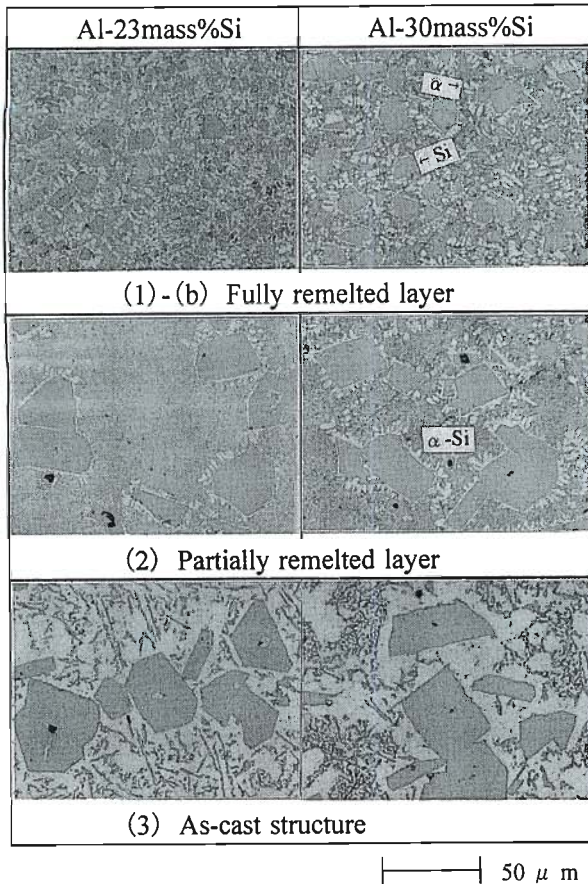 Al-23mass%Si Al-30mass%Si
α
Si
(1)-(b) Fully remelted layer
α-Si
(2) Partially remelted layer
(3) As-cast structure
50 μ m